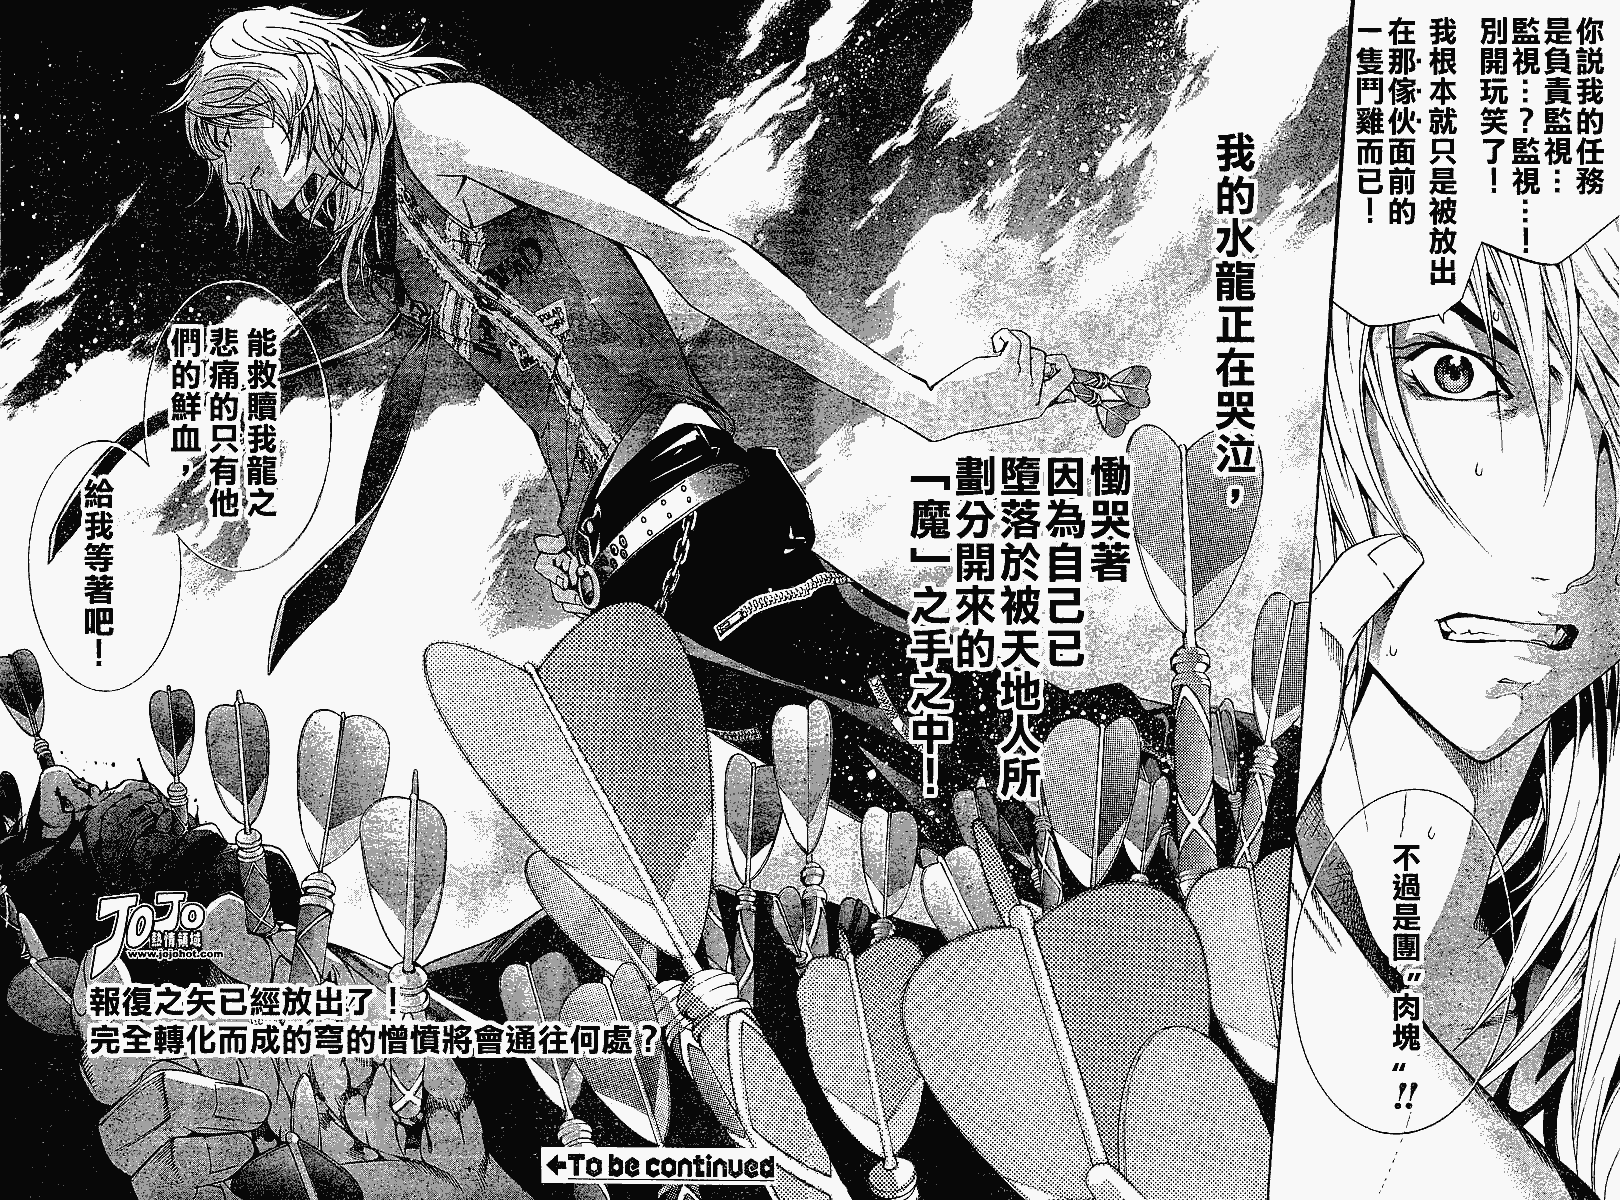 你說我的任務
是負責監視…
監視…？監視…！
別開玩笑了！
我根本就只是被放出
在那傢伙面前的
一隻鬥雞而已！
不過是團〝肉塊〞!!
我的水龍正在哭泣，
慟哭著
因為自己已
墮落於被天地人所
劃分開來的
「魔」之手之中！
能救贖我龍之
悲痛的只有他
們的鮮血，
給我等著吧！
JOJO
熱情領域
www.jojohot.com
報復之矢已經放出了！
完全轉化而成的穹的憎憤將會通往何處？
←To be continued